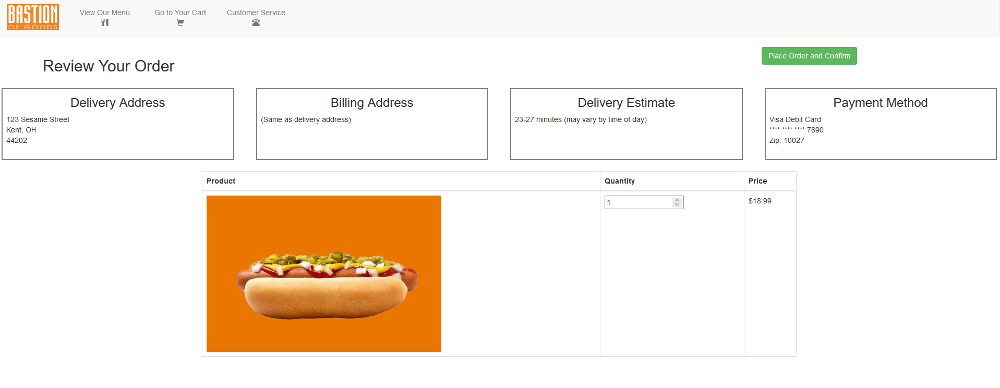 BASTION
OF GOODS
View Our Menu
Go to Your Cart
Customer Service
Review Your Order
Place Order and Confirm
Delivery Address
123 Sesame Street
Kent, OH
44202
Billing Address
(Same as delivery address)
Delivery Estimate
23-27 minutes (may vary by time of day)
Payment Method
Visa Debit Card
**** **** **** 7890
Zip: 10027
Product
Quantity
Price
1
$18.99